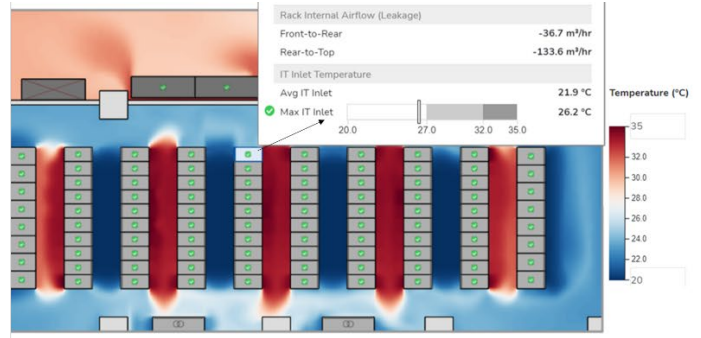 Rack Internal Airflow (Leakage)
Front-to-Rear -36.7 m³/hr
Rear-to-Top -133.6 m³/hr
IT Inlet Temperature
Avg IT Inlet 21.9 °C
Max IT Inlet 26.2 °C
20.0 27.0 32.0 35.0
Temperature (°C)
35
32.0
30.0
28.0
26.0
24.0
22.0
20